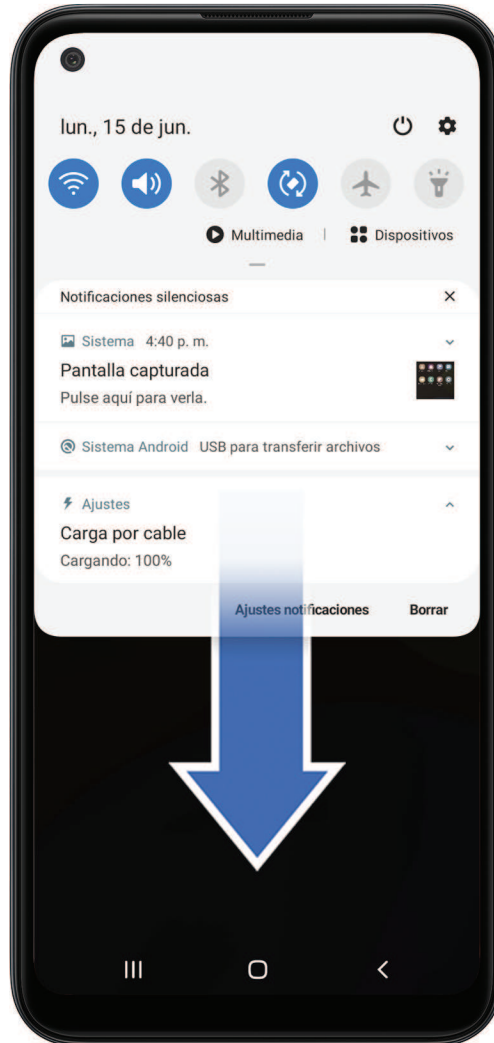 lun., 15 de jun.
Multimedia | Dispositivos
Notificaciones silenciosas
Sistema 4:40 p. m.
Pantalla capturada
Pulse aquí para verla.
Sistema Android USB para transferir archivos
Ajustes
Carga por cable
Cargando: 100%
Ajustes notificaciones Borrar